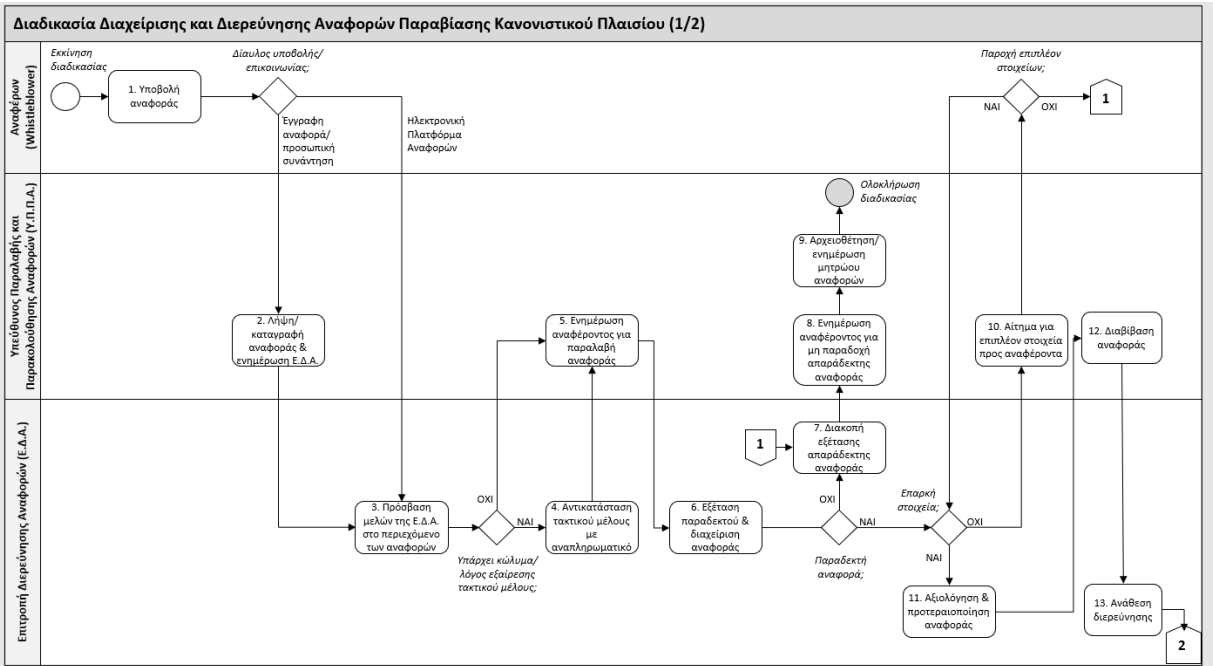 Διαδικασία Διαχείρισης και Διερεύνησης Αναφορών Παραβίασης Κανονιστικού Πλαισίου (1/2)
Αναφέρων
(Whistleblower)
Εκκίνηση
διαδικασίας
1. Υποβολή
αναφοράς
Δίαυλος υποβολής/
επικοινωνίας;
Έγγραφη
αναφορά/
προσωπική
συνάντηση
Ηλεκτρονική
Πλατφόρμα
Αναφορών
Παροχή επιπλέον
στοιχείων;
ΝΑΙ
ΟΧΙ
1
Υπεύθυνος Παραλαβής και
Παρακολούθησης Αναφορών (Υ.Π.Π.Α.)
2. Λήψη/
καταγραφή
αναφοράς &
ενημέρωση Ε.Δ.Α.
5. Ενημέρωση
αναφέροντος για
παραλαβή
αναφοράς
Ολοκλήρωση
διαδικασίας
9. Αρχειοθέτηση/
ενημέρωση
μητρώου
αναφορών
8. Ενημέρωση
αναφέροντος για
μη παραδοχή
απαράδεκτης
αναφοράς
10. Αίτημα για
επιπλέον στοιχεία
προς αναφέροντα
12. Διαβίβαση
αναφοράς
Επιτροπή Διερεύνησης Αναφορών (Ε.Δ.Α.)
3. Πρόσβαση
μελών της Ε.Δ.Α.
στο περιεχόμενο
των αναφορών
ΟΧΙ
ΝΑΙ
Υπάρχει κώλυμα/
λόγος εξαίρεσης
τακτικού μέλους;
4. Αντικατάσταση
τακτικού μέλους
με
αναπληρωματικό
6. Εξέταση
παραδεκτού &
διαχείριση
αναφοράς
1
7. Διακοπή
εξέτασης
απαράδεκτης
αναφοράς
ΟΧΙ
ΝΑΙ
Παραδεκτή
αναφορά;
Επαρκή
στοιχεία;
ΟΧΙ
ΝΑΙ
11. Αξιολόγηση &
προτεραιοποίηση
αναφοράς
13. Ανάθεση
διερεύνησης
2